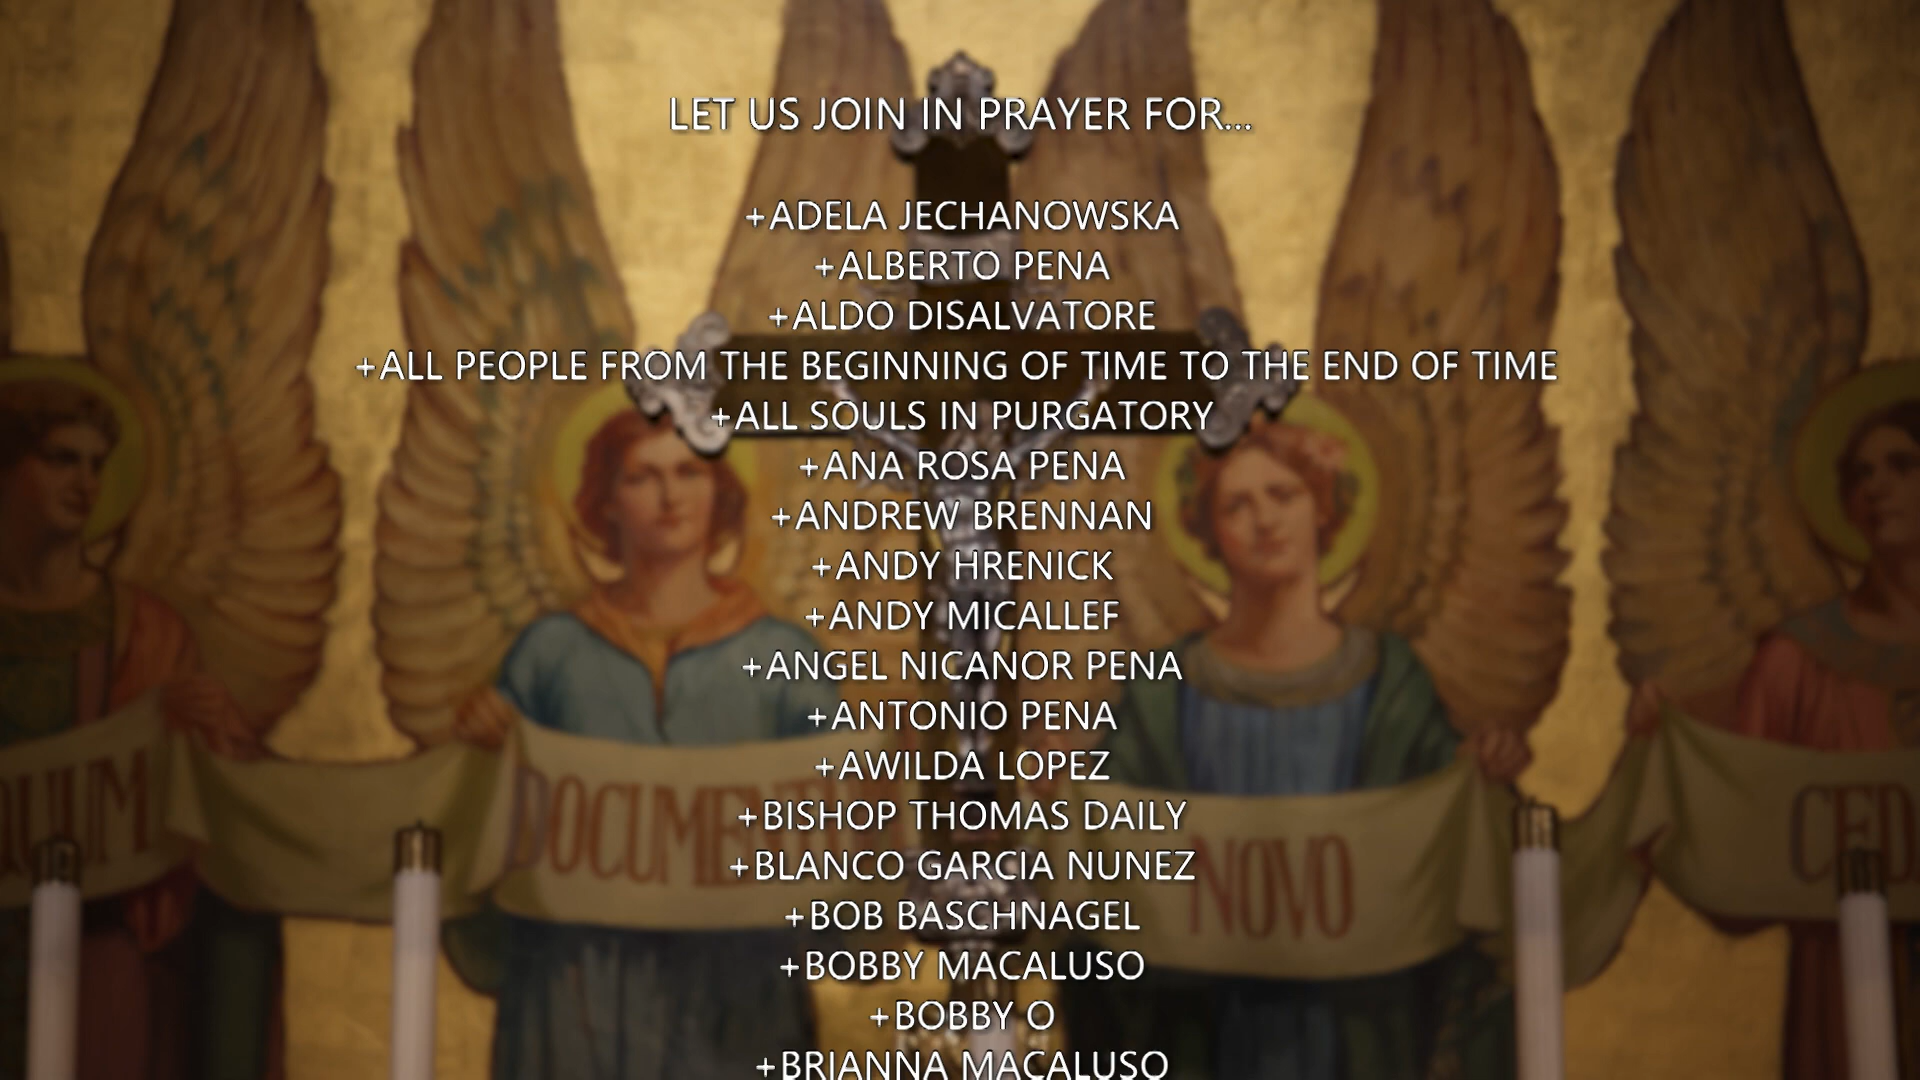 LET US JOIN IN PRAYER FOR...
+ADELA JECHANOWSKA
+ALBERTO PENA
+ALDO DISALVATORE
+ALL PEOPLE FROM THE BEGINNING OF TIME TO THE END OF TIME
+ALL SOULS IN PURGATORY
+ANA ROSA PENA
+ANDREW BRENNAN
+ANDY HRENICK
+ANDY MICALLEF
+ANGEL NICANOR PENA
+ANTONIO PENA
+AWILDA LOPEZ
+BISHOP THOMAS DAILY
+BLANCO GARCIA NUNEZ
+BOB BASCHNAGEL
+BOBBY MACALUSO
+BOBBY O
+BRIANNA MACALUSO
NOVO